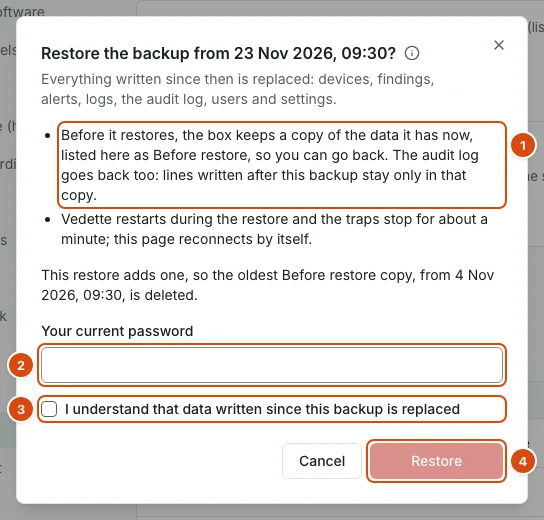 oftware
els
e (h
rdi
s
k
t
(lis
e
Restore the backup from 23 Nov 2026, 09:30?
Everything written since then is replaced: devices, findings,
alerts, logs, the audit log, users and settings.
Before it restores, the box keeps a copy of the data it has now,
listed here as Before restore, so you can go back. The audit log
goes back too: lines written after this backup stay only in that
copy.
1
Vedette restarts during the restore and the traps stop for about a
minute; this page reconnects by itself.
This restore adds one, so the oldest Before restore copy, from 4 Nov
2026, 09:30, is deleted.
Your current password
2
3
I understand that data written since this backup is replaced
Cancel
Restore
4